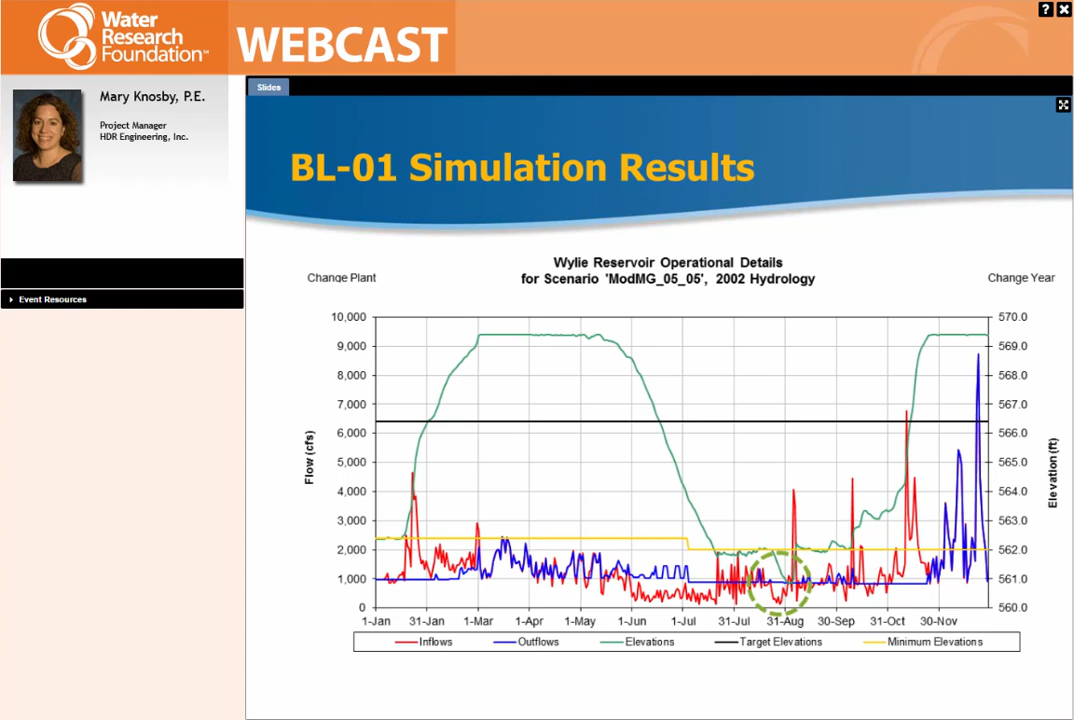 Water
Research
Foundation™
WEBCAST
?
Mary Knosby, P.E.
Project Manager
HDR Engineering, Inc.
Event Resources
Slides
BL-01 Simulation Results
Wylie Reservoir Operational Details
for Scenario 'ModMG_05_05', 2002 Hydrology
Change Plant
Change Year
Flow (cfs)
10,000
9,000
8,000
7,000
6,000
5,000
4,000
3,000
2,000
1,000
0
570.0
569.0
568.0
567.0
566.0
565.0
564.0
563.0
562.0
561.0
560.0
Elevation (ft)
1-Jan 31-Jan 1-Mar 1-Apr 1-May 1-Jun 1-Jul 31-Jul 31-Aug 30-Sep 31-Oct 30-Nov
Inflows Outflows Elevations Target Elevations Minimum Elevations